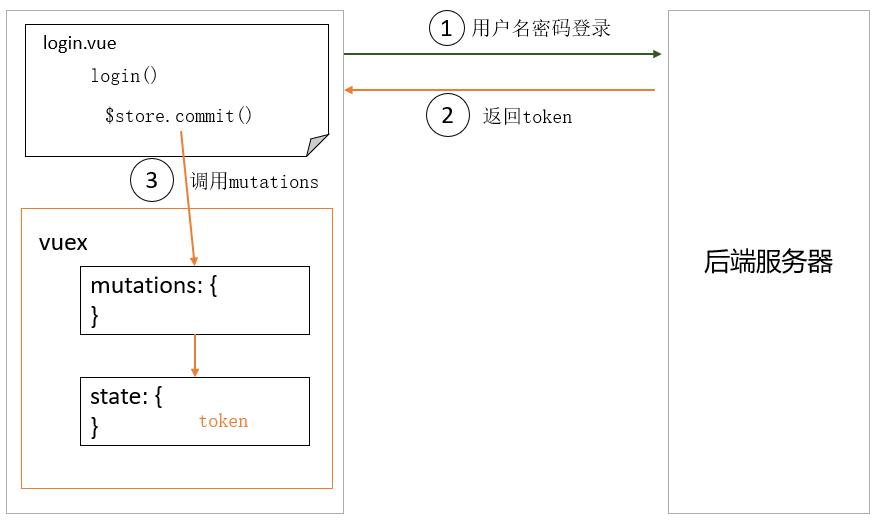 login.vue
login()
$store.commit()
1 用户名密码登录
2 返回token
3 调用mutations
vuex
mutations: {
}
state: {
token
}
后端服务器